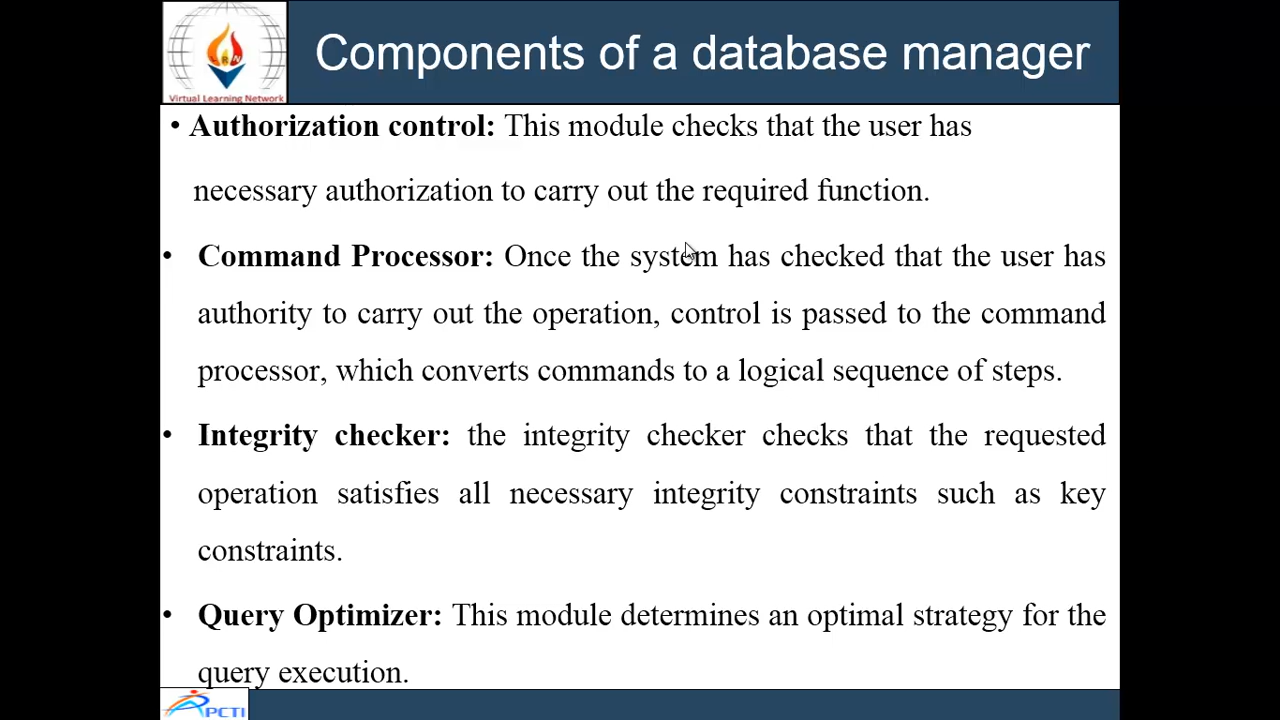 Components of a database manager
Virtual Learning Network
• Authorization control: This module checks that the user has
necessary authorization to carry out the required function.
• Command Processor: Once the system has checked that the user has
authority to carry out the operation, control is passed to the command
processor, which converts commands to a logical sequence of steps.
• Integrity checker: the integrity checker checks that the requested
operation satisfies all necessary integrity constraints such as key
constraints.
• Query Optimizer: This module determines an optimal strategy for the
query execution.
PCTI